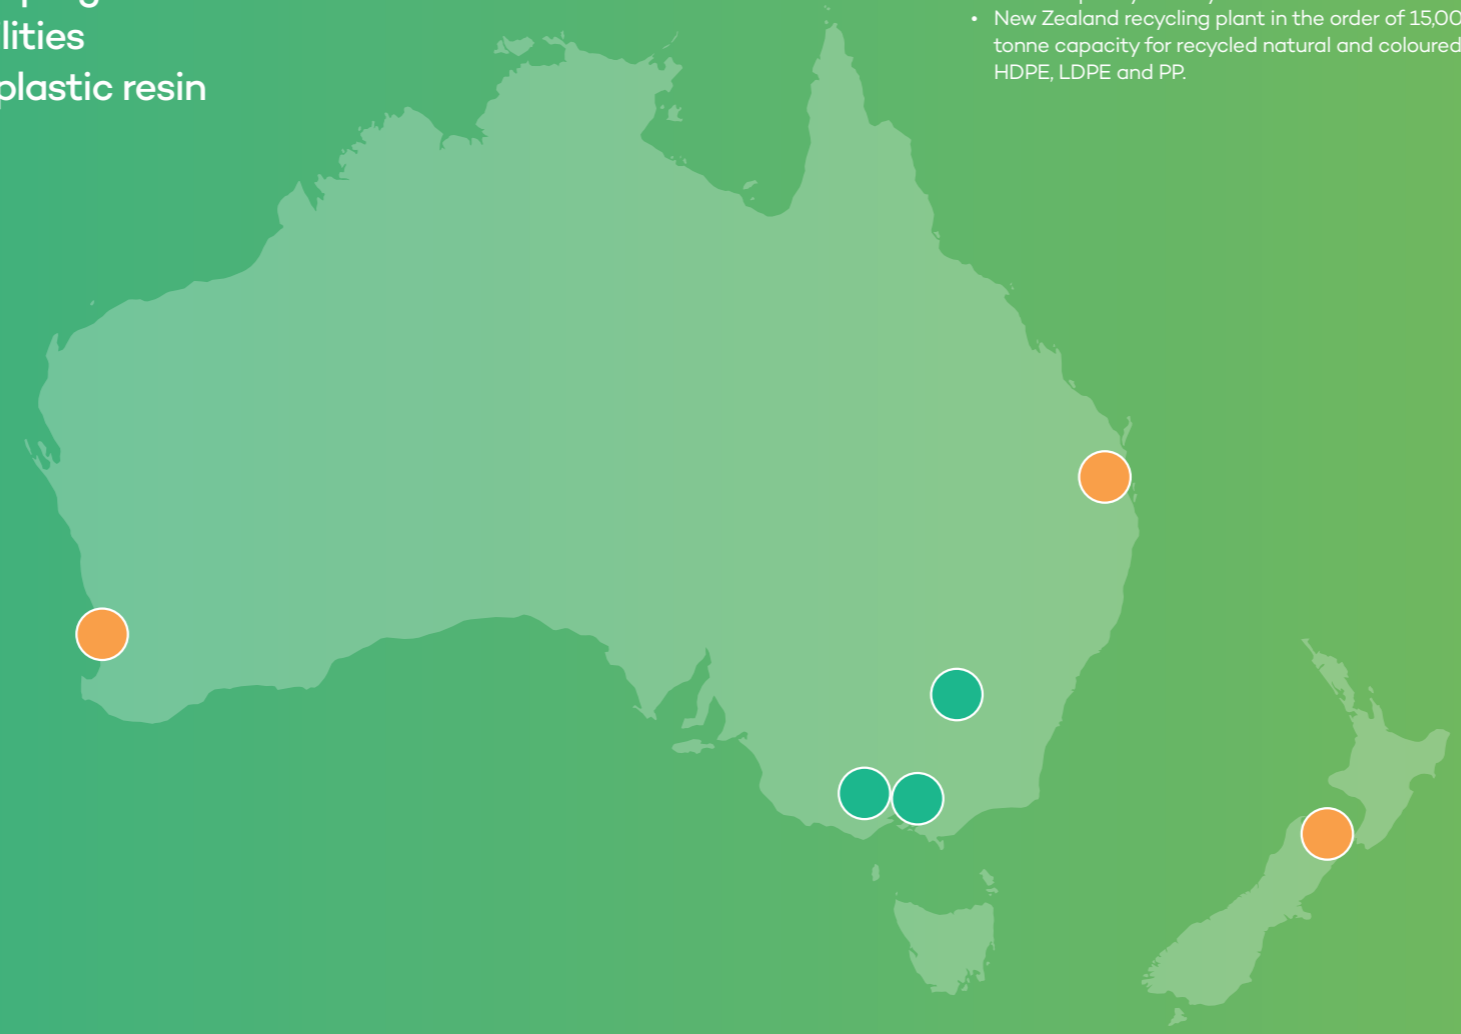 lities
plastic resin
• New Zealand recycling plant in the order of 15,00
tonne capacity for recycled natural and coloured
HDPE, LDPE and PP.